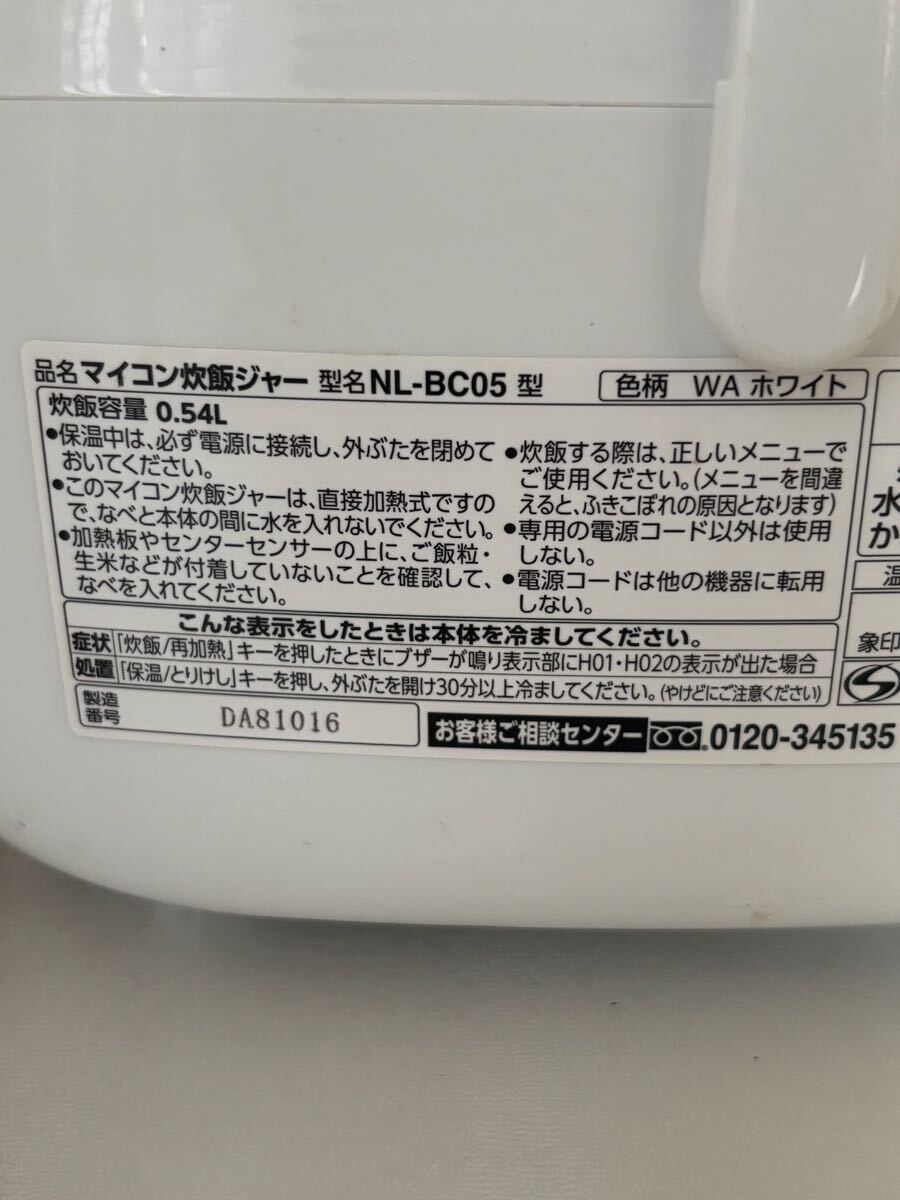 品名マイコン炊飯ジャー 型名NL-BC05型
色柄 WA ホワイト
炊飯容量 0.54L
•保温中は、必ず電源に接続し、外ぶたを閉めて
おいてください。
•このマイコン炊飯ジャーは、直接加熱式ですの
で、なべと本体の間に水を入れないでください。
•加熱板やセンターセンサーの上に、ご飯粒・
生米などが付着していないことを確認して、
なべを入れてください。
•炊飯する際は、正しいメニューで
ご使用ください。(メニューを間違
えると、ふきこぼれの原因となります)
•専用の電源コード以外は使用
しない。
•電源コードは他の機器に転用
しない。
こんな表示をしたときは本体を冷ましてください。
症状「炊飯/再加熱」キーを押したときにブザーが鳴り表示部にH01・H02の表示が出た場合
処置「保温/とりけし」キーを押し、外ぶたを開け30分以上冷ましてください。(やけどにご注意ください)
製造
番号
DA81016
お客様ご相談センター 0120-345135
水
か
温
象印